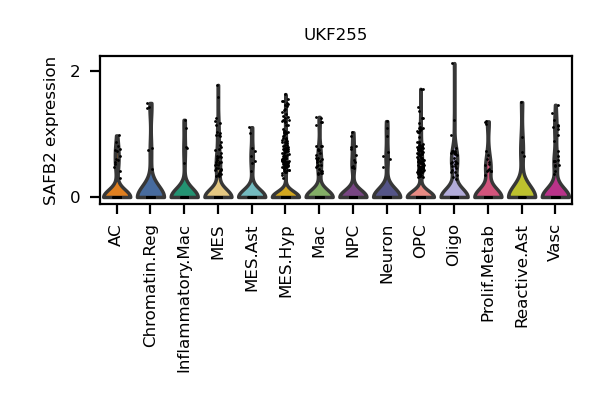 UKF255
SAFB2 expression
2
0
AC
Chromatin.Reg
Inflammatory.Mac
MES
MES.Ast
MES.Hyp
Mac
NPC
Neuron
OPC
Oligo
Prolif.Metab
Reactive.Ast
Vasc